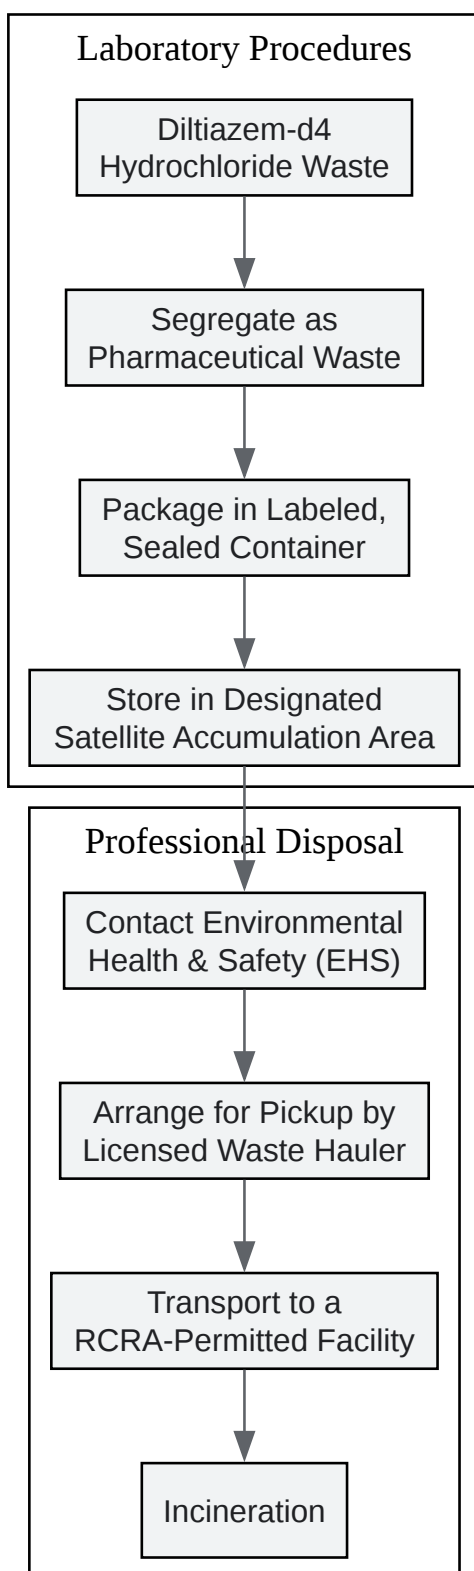 Laboratory Procedures
Diltiazem-d4
Hydrochloride Waste
Segregate as
Pharmaceutical Waste
Package in Labeled,
Sealed Container
Store in Designated
Satellite Accumulation Area
Professional Disposal
Contact Environmental
Health & Safety (EHS)
Arrange for Pickup by
Licensed Waste Hauler
Transport to a
RCRA-Permitted Facility
Incineration